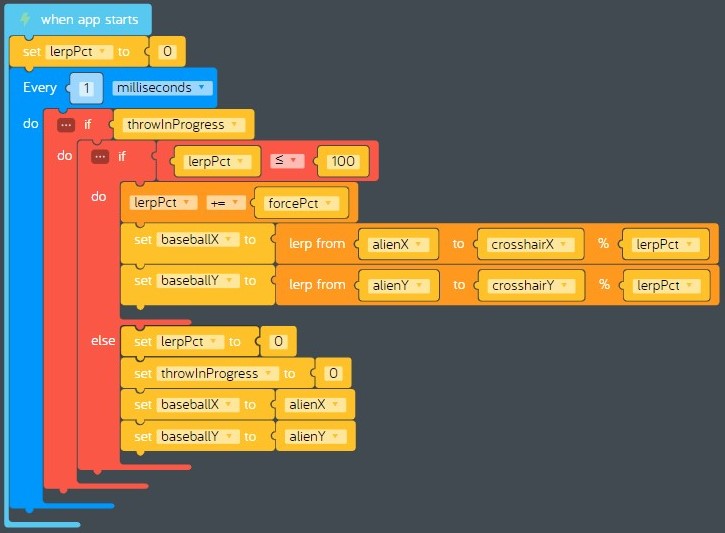 when app starts
set lerpPct to 0
Every 1 milliseconds
do ... if throwInProgress
do ... if lerpPct ≤ 100
do lerpPct += forcePct
set baseballX to lerp from alienX to crosshairX % lerpPct
set baseballY to lerp from alienY to crosshairY % lerpPct
else set lerpPct to 0
set throwInProgress to 0
set baseballX to alienX
set baseballY to alienY